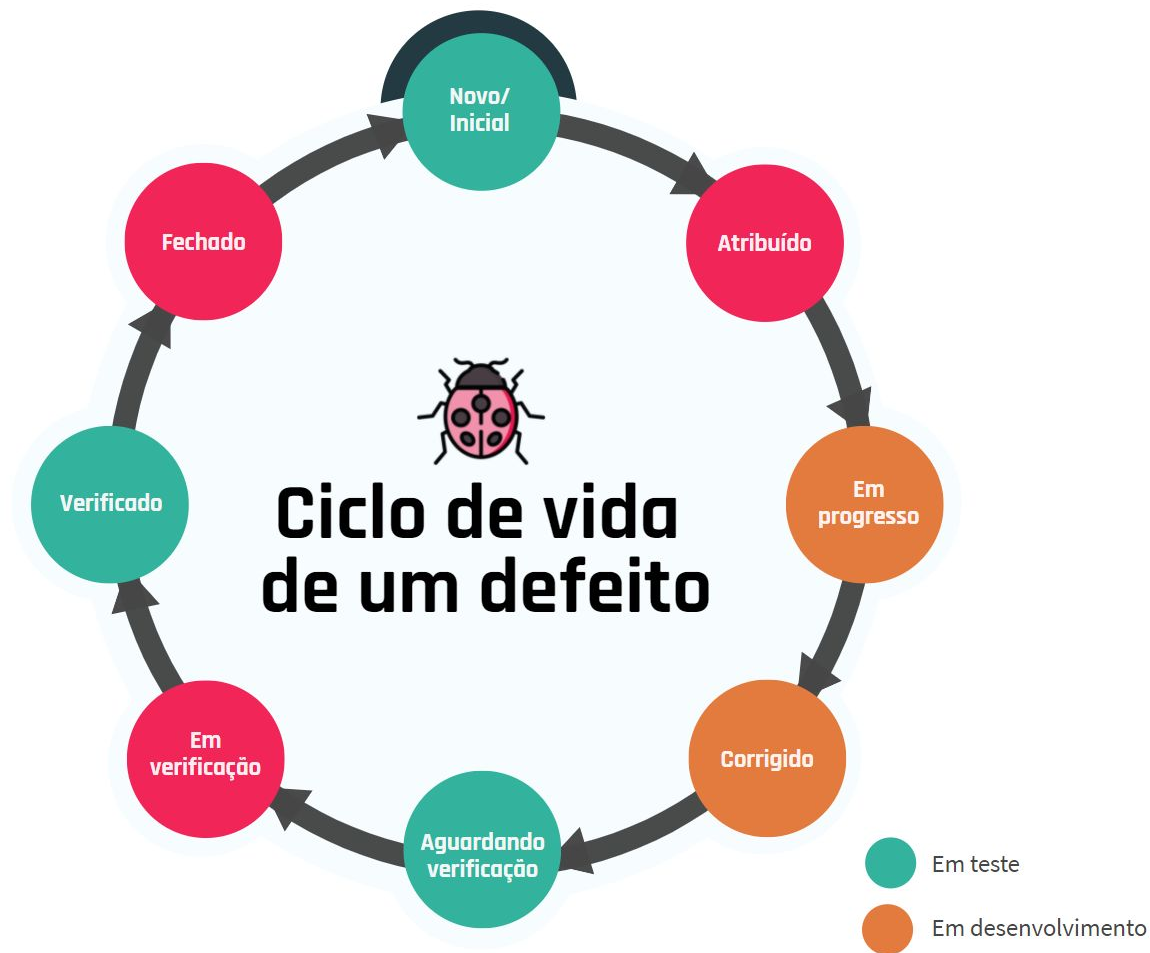 Novo/
Inicial
Atribuído
Em
progresso
Corrigido
Aguardando
verificação
Em
verificação
Verificado
Fechado
Ciclo de vida
de um defeito
Em teste
Em desenvolvimento